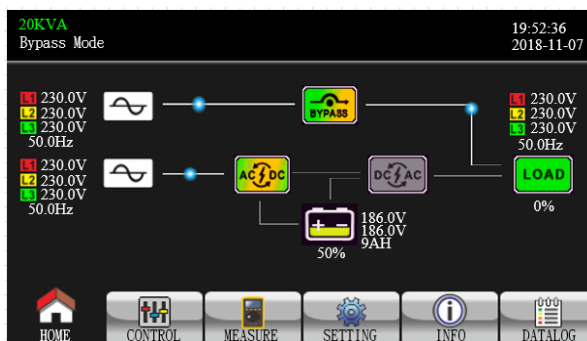 20KVA
Bypass Mode
19:52:36
2018-11-07
L1 230.0V
L2 230.0V
L3 230.0V
50.0Hz
BYPASS
L1 230.0V
L2 230.0V
L3 230.0V
50.0Hz
L1 230.0V
L2 230.0V
L3 230.0V
50.0Hz
AC DC
DC AC
LOAD
0%
186.0V
186.0V
9AH
50%
HOME
CONTROL
MEASURE
SETTING
INFO
DATALOG